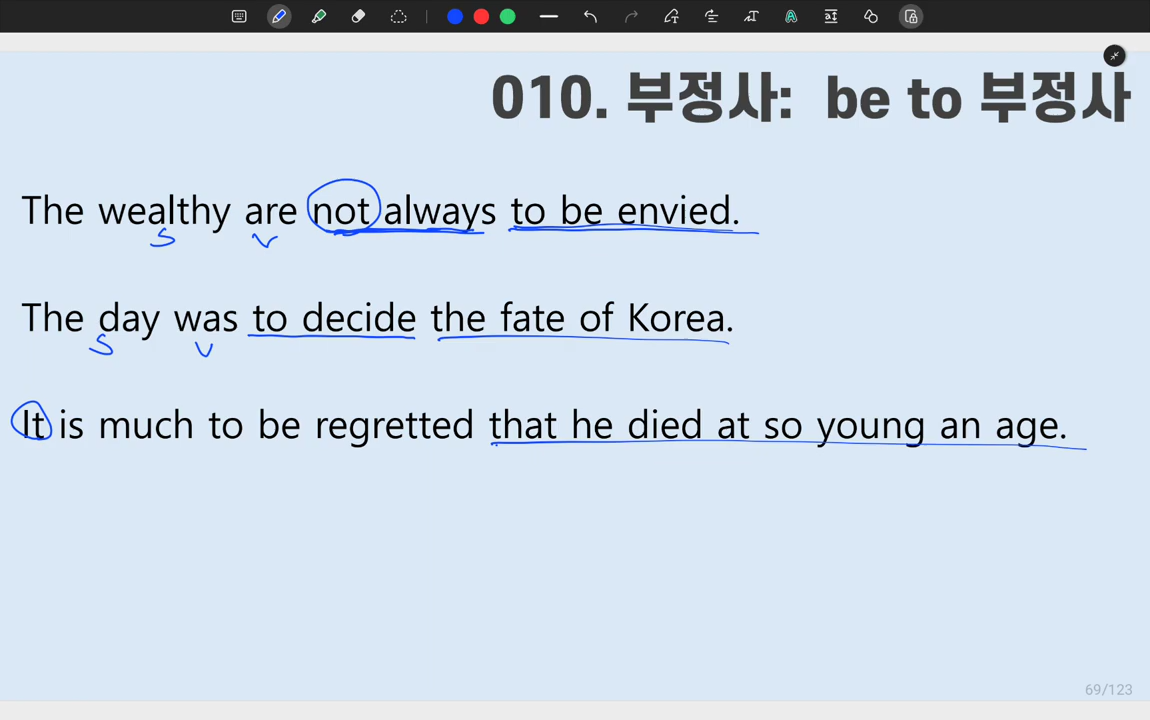 010. 부정사: be to 부정사
The wealthy are not always to be envied.
S V
The day was to decide the fate of Korea.
S V
It is much to be regretted that he died at so young an age.
69/123